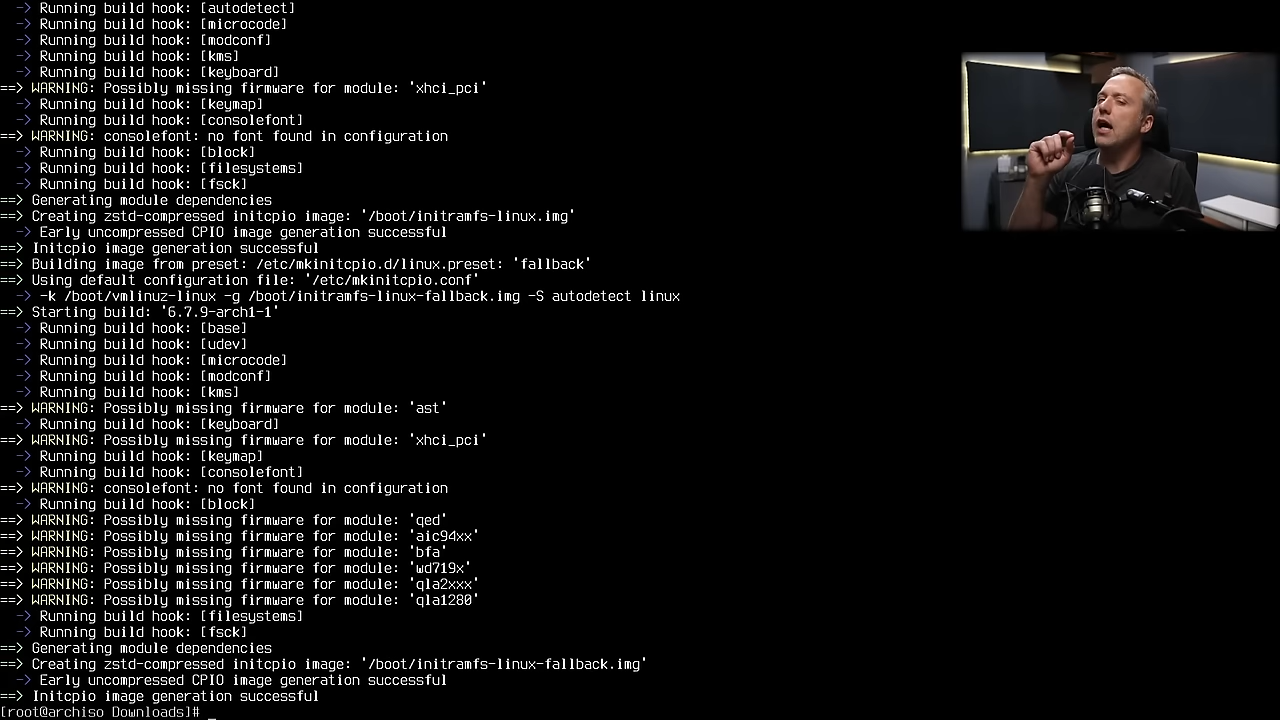 -> Running build hook: [autodetect]
-> Running build hook: [microcode]
-> Running build hook: [modconf]
-> Running build hook: [kms]
-> Running build hook: [keyboard]
==> WARNING: Possibly missing firmware for module: 'xhci_pci'
-> Running build hook: [keymap]
-> Running build hook: [consolefont]
==> WARNING: consolefont: no font found in configuration
-> Running build hook: [block]
-> Running build hook: [filesystems]
-> Running build hook: [fsck]
==> Generating module dependencies
==> Creating zstd-compressed initcpio image: '/boot/initramfs-linux.img'
-> Early uncompressed CPIO image generation successful
==> Initcpio image generation successful
==> Building image from preset: /etc/mkinitcpio.d/linux.preset: 'fallback'
==> Using default configuration file: '/etc/mkinitcpio.conf'
-> -k /boot/vmlinuz-linux -g /boot/initramfs-linux-fallback.img -S autodetect linux
==> Starting build: '6.7.9-arch1-1'
-> Running build hook: [base]
-> Running build hook: [udev]
-> Running build hook: [microcode]
-> Running build hook: [modconf]
-> Running build hook: [kms]
==> WARNING: Possibly missing firmware for module: 'ast'
-> Running build hook: [keyboard]
==> WARNING: Possibly missing firmware for module: 'xhci_pci'
-> Running build hook: [keymap]
-> Running build hook: [consolefont]
==> WARNING: consolefont: no font found in configuration
-> Running build hook: [block]
==> WARNING: Possibly missing firmware for module: 'qed'
==> WARNING: Possibly missing firmware for module: 'aic94xx'
==> WARNING: Possibly missing firmware for module: 'bfa'
==> WARNING: Possibly missing firmware for module: 'wd719x'
==> WARNING: Possibly missing firmware for module: 'qla2xxx'
==> WARNING: Possibly missing firmware for module: 'qla1280'
-> Running build hook: [filesystems]
-> Running build hook: [fsck]
==> Generating module dependencies
==> Creating zstd-compressed initcpio image: '/boot/initramfs-linux-fallback.img'
-> Early uncompressed CPIO image generation successful
==> Initcpio image generation successful
[root@archiso Downloads]# _